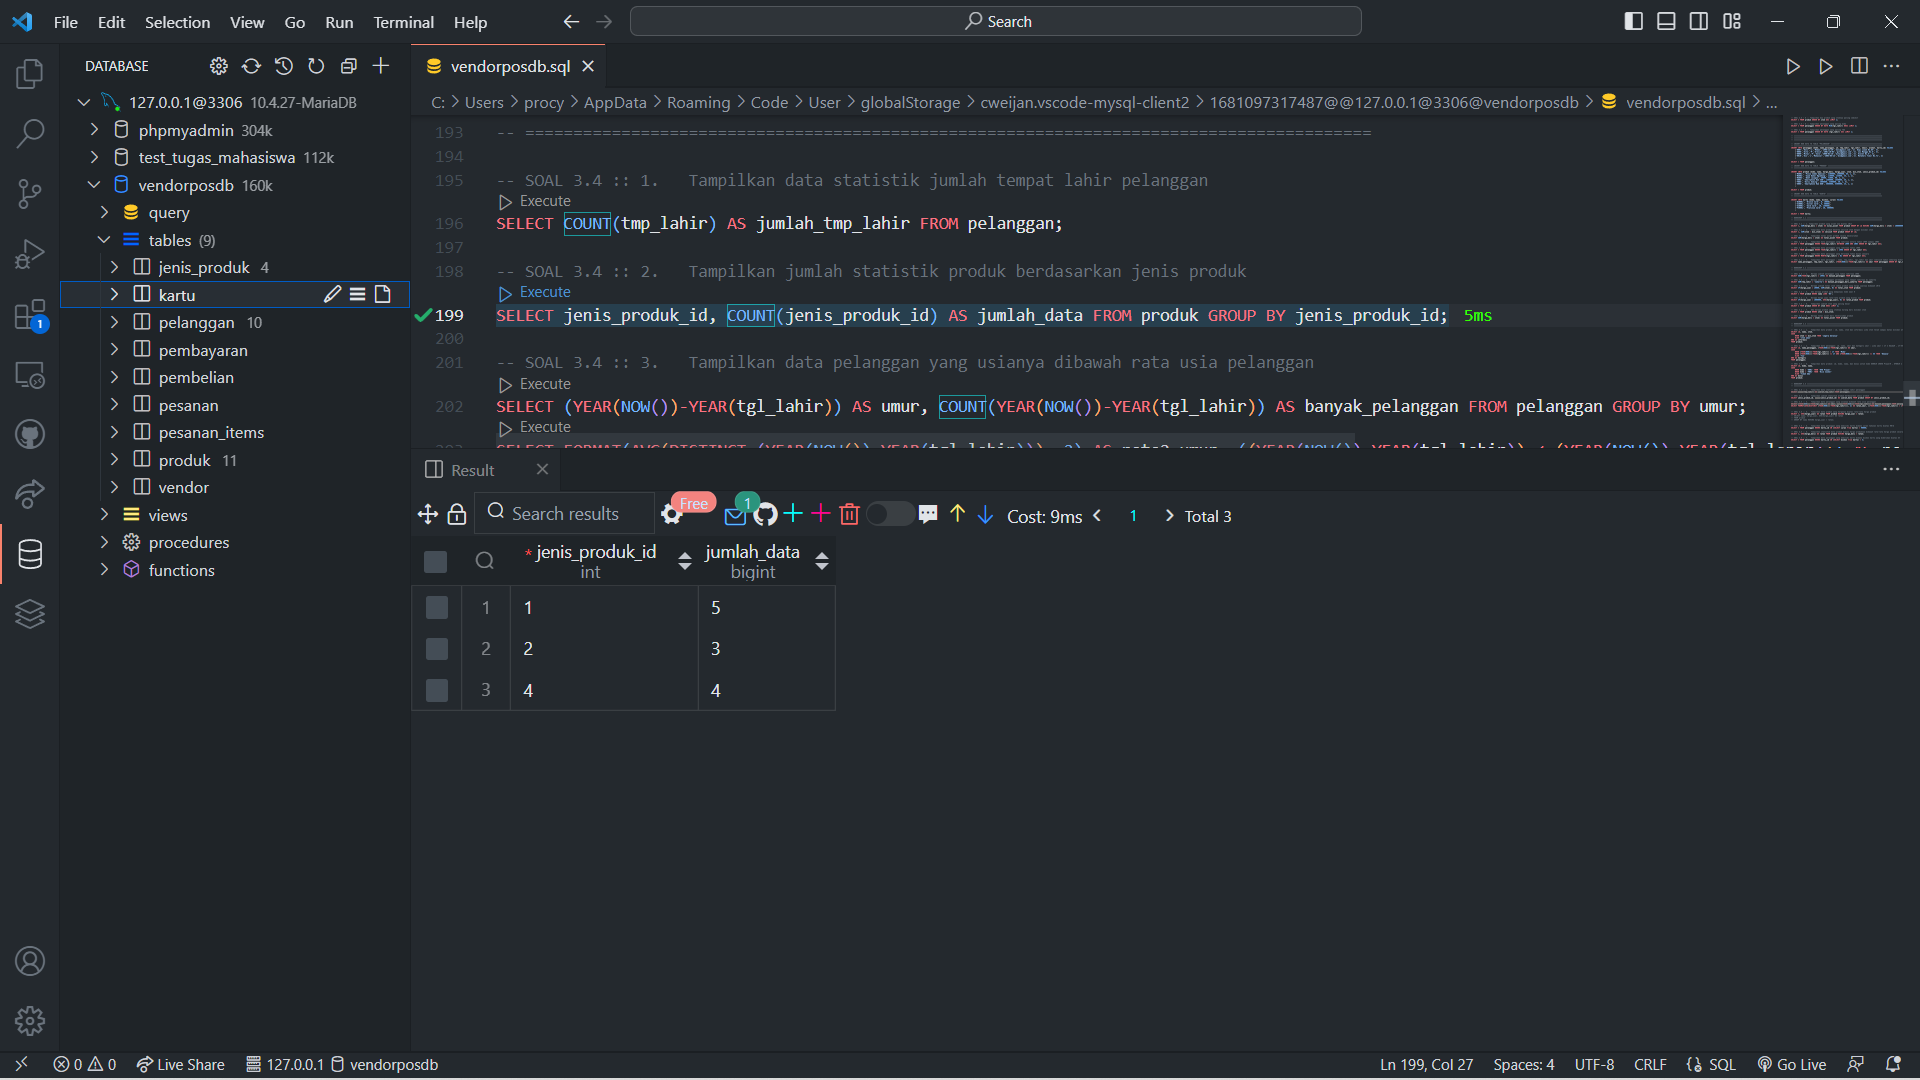 File Edit Selection View Go Run Terminal Help
Search
DATABASE
127.0.0.1@3306 10.4.27-MariaDB
phpmyadmin 304k
test_tugas_mahasiswa 112k
vendorposdb 160k
query
tables (9)
jenis_produk 4
kartu
pelanggan 10
pembayaran
pembelian
pesanan
pesanan_items
produk 11
vendor
views
procedures
functions
1
vendorposdb.sql
C: > Users > procy > AppData > Roaming > Code > User > globalStorage > cweijan.vscode-mysql-client2 > 1681097317487@@127.0.0.1@3306@vendorposdb > vendorposdb.sql > ...
193 -- ========================================================================================
194
195 -- SOAL 3.4 :: 1. Tampilkan data statistik jumlah tempat lahir pelanggan
Execute
196 SELECT COUNT(tmp_lahir) AS jumlah_tmp_lahir FROM pelanggan;
197
198 -- SOAL 3.4 :: 2. Tampilkan jumlah statistik produk berdasarkan jenis produk
Execute
199 SELECT jenis_produk_id, COUNT(jenis_produk_id) AS jumlah_data FROM produk GROUP BY jenis_produk_id; 5ms
200
201 -- SOAL 3.4 :: 3. Tampilkan data pelanggan yang usianya dibawah rata usia pelanggan
Execute
202 SELECT (YEAR(NOW())-YEAR(tgl_lahir)) AS umur, COUNT(YEAR(NOW())-YEAR(tgl_lahir)) AS banyak_pelanggan FROM pelanggan GROUP BY umur;
Execute
Result
Search results
Free
1
Cost: 9ms
1
Total 3
* jenis_produk_id jumlah_data
int bigint
1 1 5
2 2 3
3 4 4
0 0 Live Share 127.0.0.1 vendorposdb
Ln 199, Col 27 Spaces: 4 UTF-8 CRLF SQL Go Live